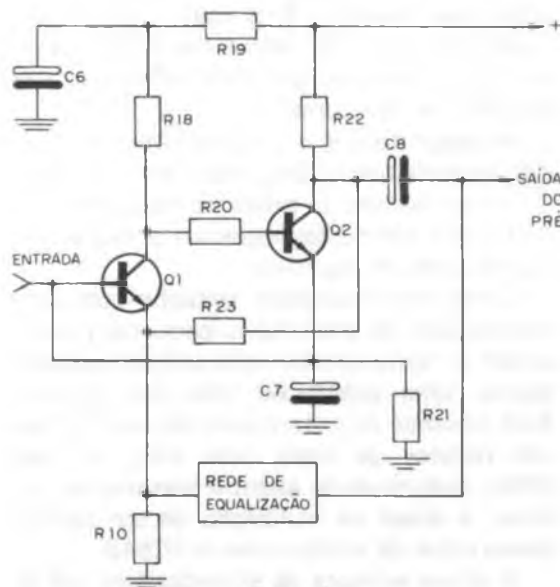 +
R19
C6
R18
R22
C8
SAÍDA
DO
PRÉ
R20
Q2
ENTRADA
Q1
R23
C7
R21
REDE DE
EQUALIZAÇÃO
R10